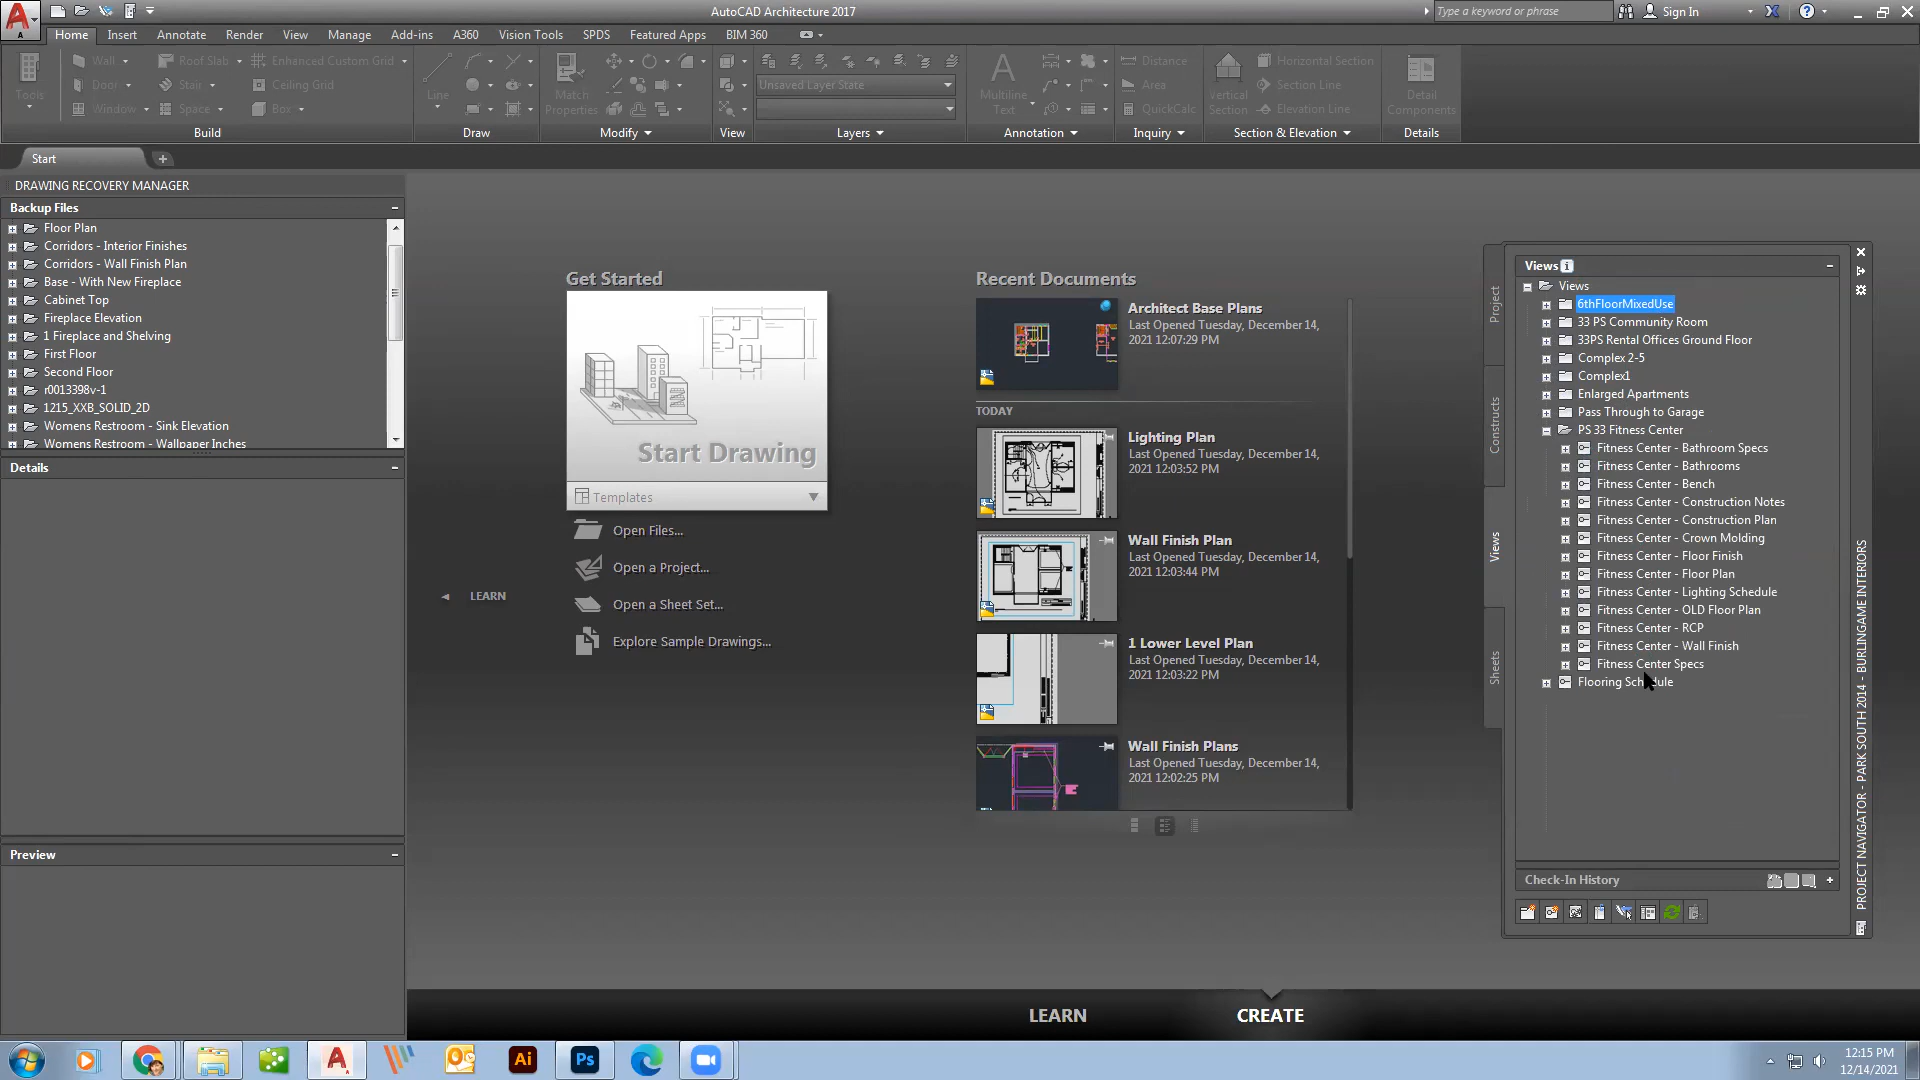 AutoCAD Architecture 2017
Type a keyword or phrase
Sign In
A
Home
Insert
Annotate
Render
View
Manage
Add-ins
A360
Vision Tools
SPDS
Featured Apps
BIM 360
Tools
Wall
Door
Window
Roof Slab
Stair
Space
Enhanced Custom Grid
Ceiling Grid
Box
Build
Line
Draw
Match
Properties
Modify
View
Unsaved Layer State
Layers
Multiline
Text
Annotation
Distance
Area
QuickCalc
Inquiry
Vertical
Section
Horizontal Section
Section Line
Elevation Line
Section & Elevation
Detail
Components
Details
Start
DRAWING RECOVERY MANAGER
Backup Files
Floor Plan
Corridors - Interior Finishes
Corridors - Wall Finish Plan
Base - With New Fireplace
Cabinet Top
Fireplace Elevation
1 Fireplace and Shelving
First Floor
Second Floor
r0013398v-1
1215_XXB_SOLID_2D
Womens Restroom - Sink Elevation
Womens Restroom - Wallpaper Inches
Details
Preview
LEARN
Get Started
Start Drawing
Templates
Open Files...
Open a Project...
Open a Sheet Set...
Explore Sample Drawings...
Recent Documents
Architect Base Plans
Last Opened Tuesday, December 14,
2021 12:07:29 PM
TODAY
Lighting Plan
Last Opened Tuesday, December 14,
2021 12:03:52 PM
Wall Finish Plan
Last Opened Tuesday, December 14,
2021 12:03:44 PM
1 Lower Level Plan
Last Opened Tuesday, December 14,
2021 12:03:22 PM
Wall Finish Plans
Last Opened Tuesday, December 14,
2021 12:02:25 PM
Project
Constructs
Views
Sheets
Views
Views
6thFloorMixedUse
33 PS Community Room
33PS Rental Offices Ground Floor
Complex 2-5
Complex1
Enlarged Apartments
Pass Through to Garage
PS 33 Fitness Center
Fitness Center - Bathroom Specs
Fitness Center - Bathrooms
Fitness Center - Bench
Fitness Center - Construction Notes
Fitness Center - Construction Plan
Fitness Center - Crown Molding
Fitness Center - Floor Finish
Fitness Center - Floor Plan
Fitness Center - Lighting Schedule
Fitness Center - OLD Floor Plan
Fitness Center - RCP
Fitness Center - Wall Finish
Fitness Center Specs
Flooring Schedule
Check-In History
PROJECT NAVIGATOR - PARK SOUTH 2014 - BURLINGAME INTERIORS
LEARN
CREATE
Ai
Ps
12:15 PM
12/14/2021